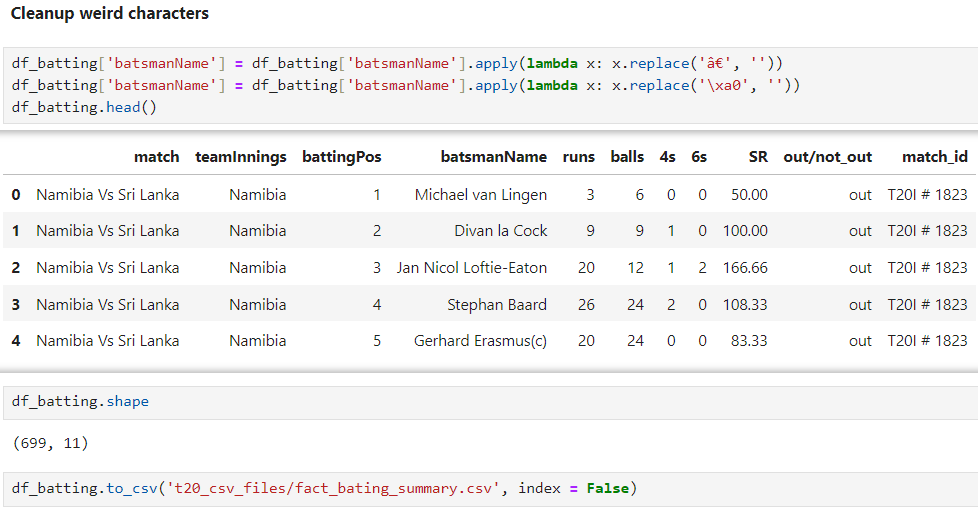 Cleanup weird characters
df_batting['batsmanName'] = df_batting['batsmanName'].apply(lambda x: x.replace('â€', ''))
df_batting['batsmanName'] = df_batting['batsmanName'].apply(lambda x: x.replace('\xa0', ''))
df_batting.head()
match teamInnings battingPos batsmanName runs balls 4s 6s SR out/not_out match_id
0 Namibia Vs Sri Lanka Namibia 1 Michael van Lingen 3 6 0 0 50.00 out T20I # 1823
1 Namibia Vs Sri Lanka Namibia 2 Divan la Cock 9 9 1 0 100.00 out T20I # 1823
2 Namibia Vs Sri Lanka Namibia 3 Jan Nicol Loftie-Eaton 20 12 1 2 166.66 out T20I # 1823
3 Namibia Vs Sri Lanka Namibia 4 Stephan Baard 26 24 2 0 108.33 out T20I # 1823
4 Namibia Vs Sri Lanka Namibia 5 Gerhard Erasmus(c) 20 24 0 0 83.33 out T20I # 1823
df_batting.shape
(699, 11)
df_batting.to_csv('t20_csv_files/fact_bating_summary.csv', index = False)